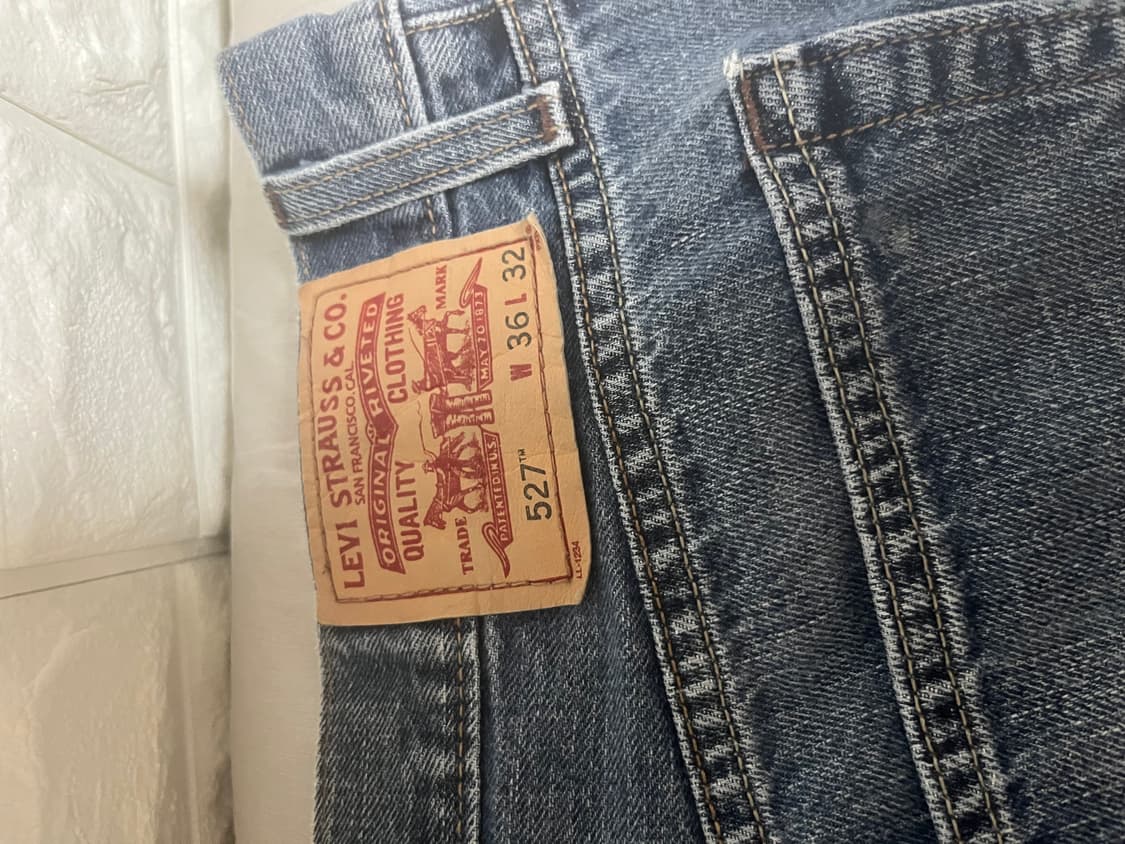 LEVI STRAUSS & CO.
SAN FRANCISCO, CAL.
ORIGINAL RIVETED
QUALITY CLOTHING
TRADE MARK
PATENTED IN U.S. MAY 20 1873
527™ W 36 L 32
LL-1234